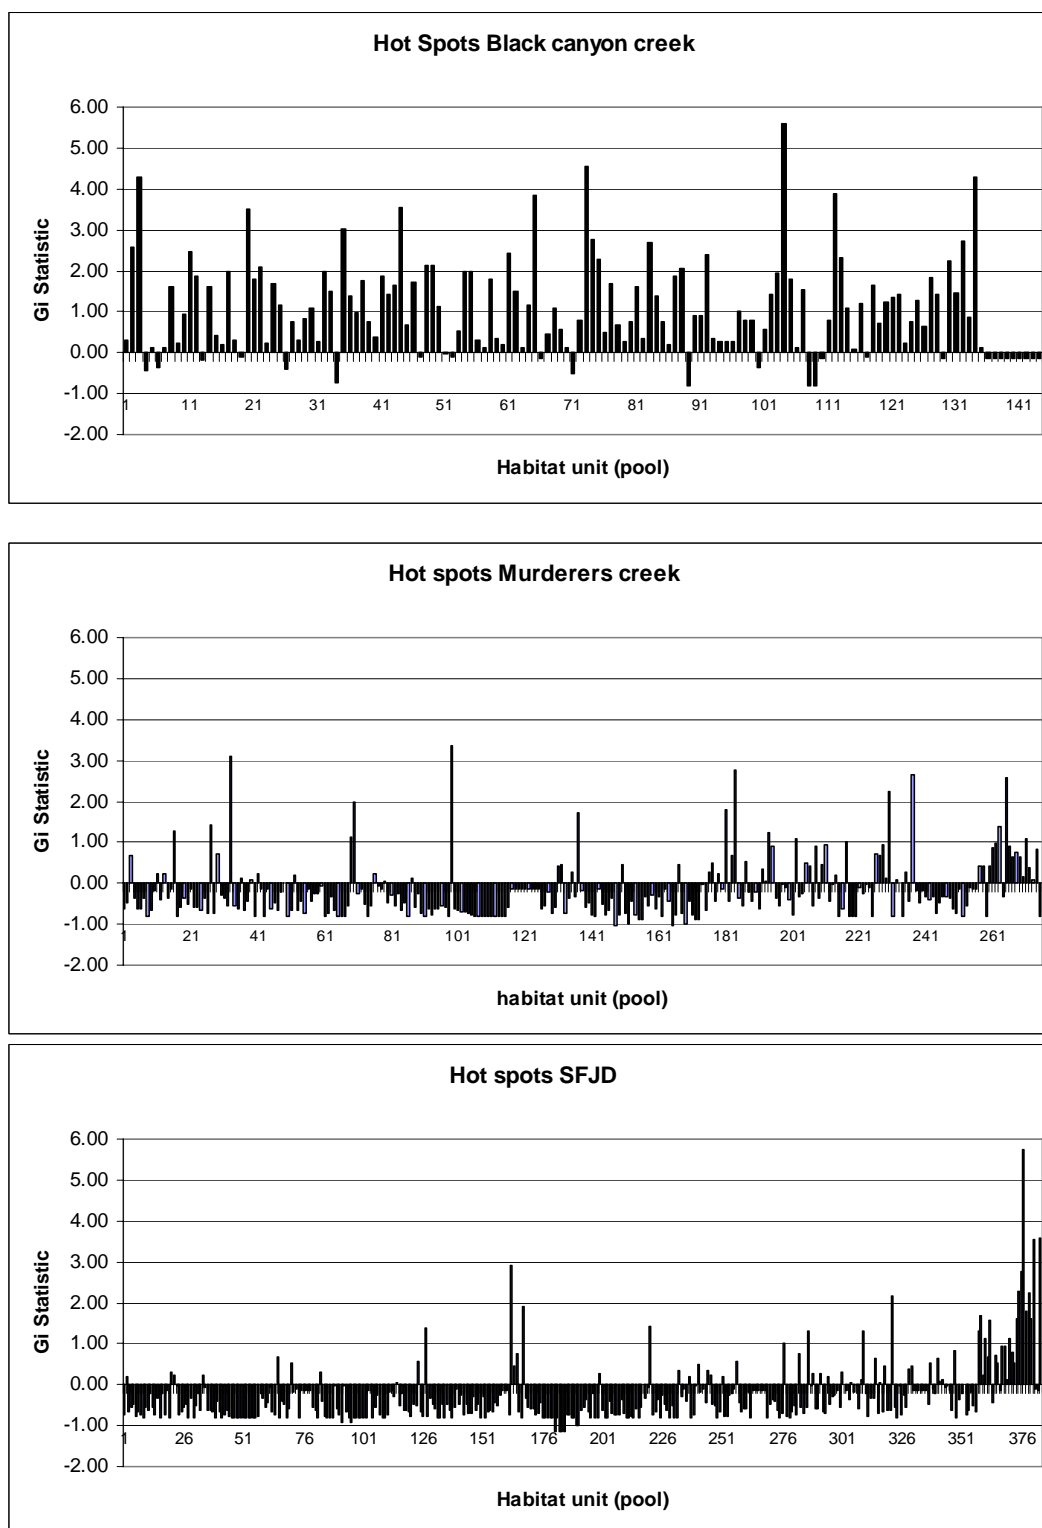 Hot Spots Black canyon creek
6.00
5.00
4.00
3.00
2.00
1.00
0.00
-1.00
-2.00
Gi Statistic
1 11 21 31 41 51 61 71 81 91 101 111 121 131 141
Habitat unit (pool)
Hot spots Murderers creek
6.00
5.00
4.00
3.00
2.00
1.00
0.00
-1.00
-2.00
Gi Statistic
1 21 41 61 81 101 121 141 161 181 201 221 241 261
habitat unit (pool)
Hot spots SFJD
6.00
5.00
4.00
3.00
2.00
1.00
0.00
-1.00
-2.00
Gi Statistic
1 26 51 76 101 126 151 176 201 226 251 276 301 326 351 376
Habitat unit (pool)